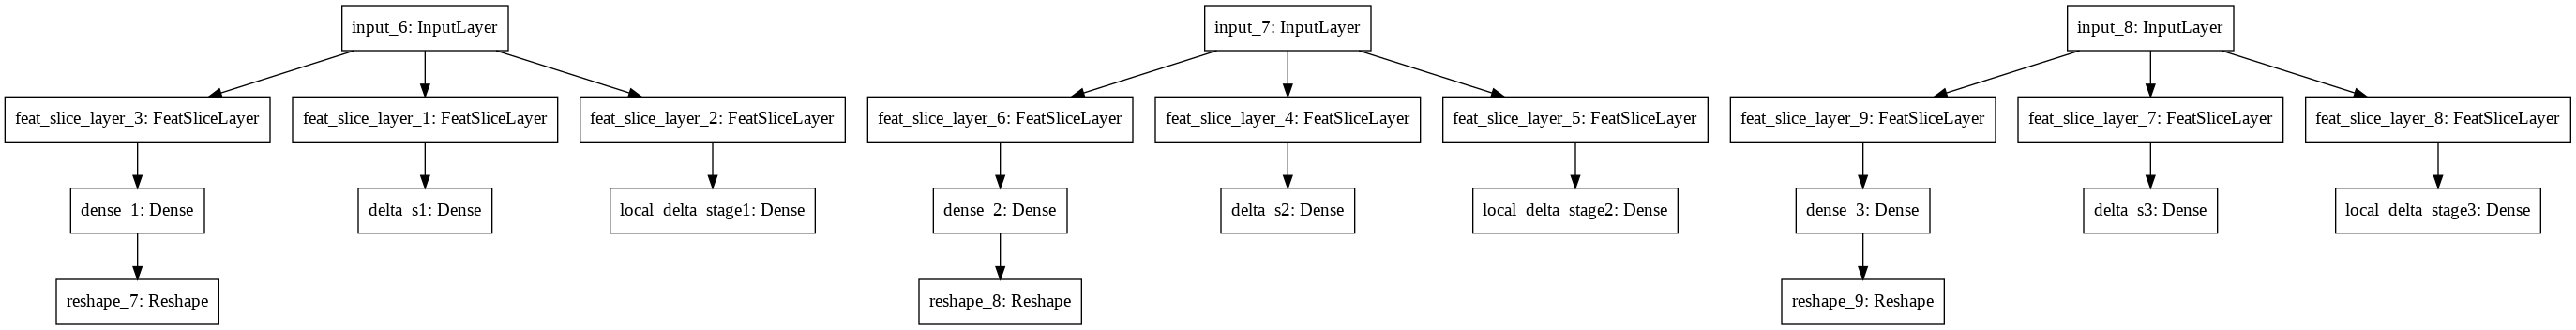 input_6: InputLayer
input_7: InputLayer
input_8: InputLayer
feat_slice_layer_3: FeatSliceLayer
feat_slice_layer_1: FeatSliceLayer
feat_slice_layer_2: FeatSliceLayer
feat_slice_layer_6: FeatSliceLayer
feat_slice_layer_4: FeatSliceLayer
feat_slice_layer_5: FeatSliceLayer
feat_slice_layer_9: FeatSliceLayer
feat_slice_layer_7: FeatSliceLayer
feat_slice_layer_8: FeatSliceLayer
dense_1: Dense
delta_s1: Dense
local_delta_stage1: Dense
dense_2: Dense
delta_s2: Dense
local_delta_stage2: Dense
dense_3: Dense
delta_s3: Dense
local_delta_stage3: Dense
reshape_7: Reshape
reshape_8: Reshape
reshape_9: Reshape